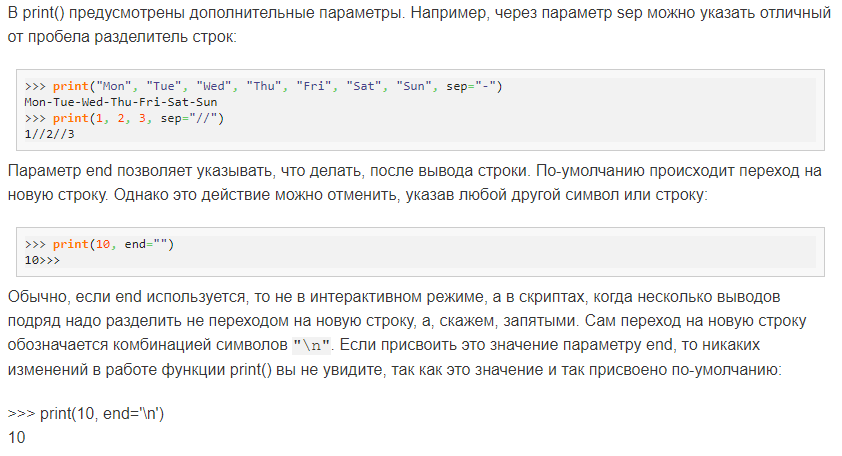 В print() предусмотрены дополнительные параметры. Например, через параметр sep можно указать отличный
от пробела разделитель строк:
>>> print("Mon", "Tue", "Wed", "Thu", "Fri", "Sat", "Sun", sep="-")
Mon-Tue-Wed-Thu-Fri-Sat-Sun
>>> print(1, 2, 3, sep="//")
1//2//3
Параметр end позволяет указывать, что делать, после вывода строки. По-умолчанию происходит переход на
новую строку. Однако это действие можно отменить, указав любой другой символ или строку:
>>> print(10, end="")
10>>>
Обычно, если end используется, то не в интерактивном режиме, а в скриптах, когда несколько выводов
подряд надо разделить не переходом на новую строку, а, скажем, запятыми. Сам переход на новую строку
обозначается комбинацией символов "\n". Если присвоить это значение параметру end, то никаких
изменений в работе функции print() вы не увидите, так как это значение и так присвоено по-умолчанию:
>>> print(10, end='\n')
10